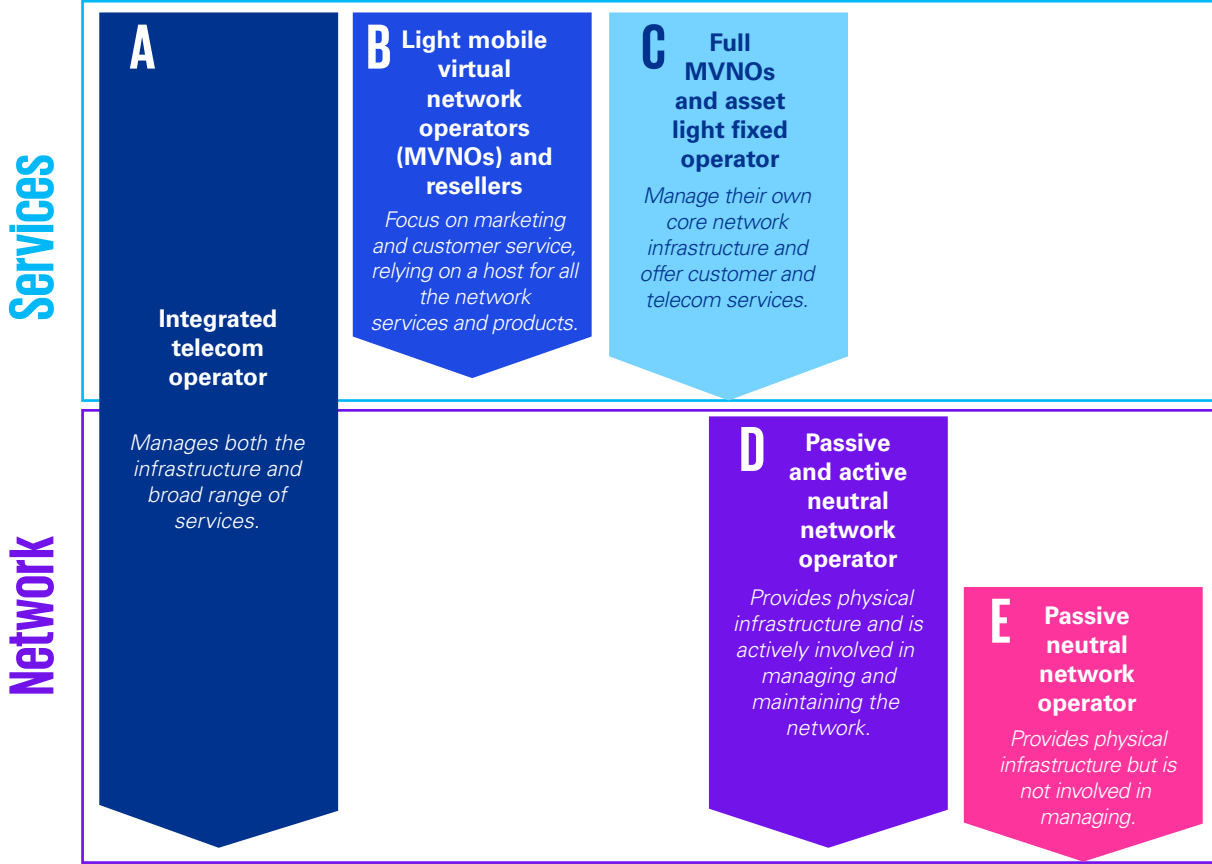 Services
A
Integrated
telecom
operator
Manages both the
infrastructure and
broad range of
services.
B
Light mobile
virtual
network
operators
(MVNOs) and
resellers
Focus on marketing
and customer service,
relying on a host for all
the network
services and products.
C
Full
MVNOs
and asset
light fixed
operator
Manage their own
core network
infrastructure and
offer customer and
telecom services.
Network
D
Passive
and active
neutral
network
operator
Provides physical
infrastructure and is
actively involved in
managing and
maintaining the
network.
E
Passive
neutral
network
operator
Provides physical
infrastructure but is
not involved in
managing.